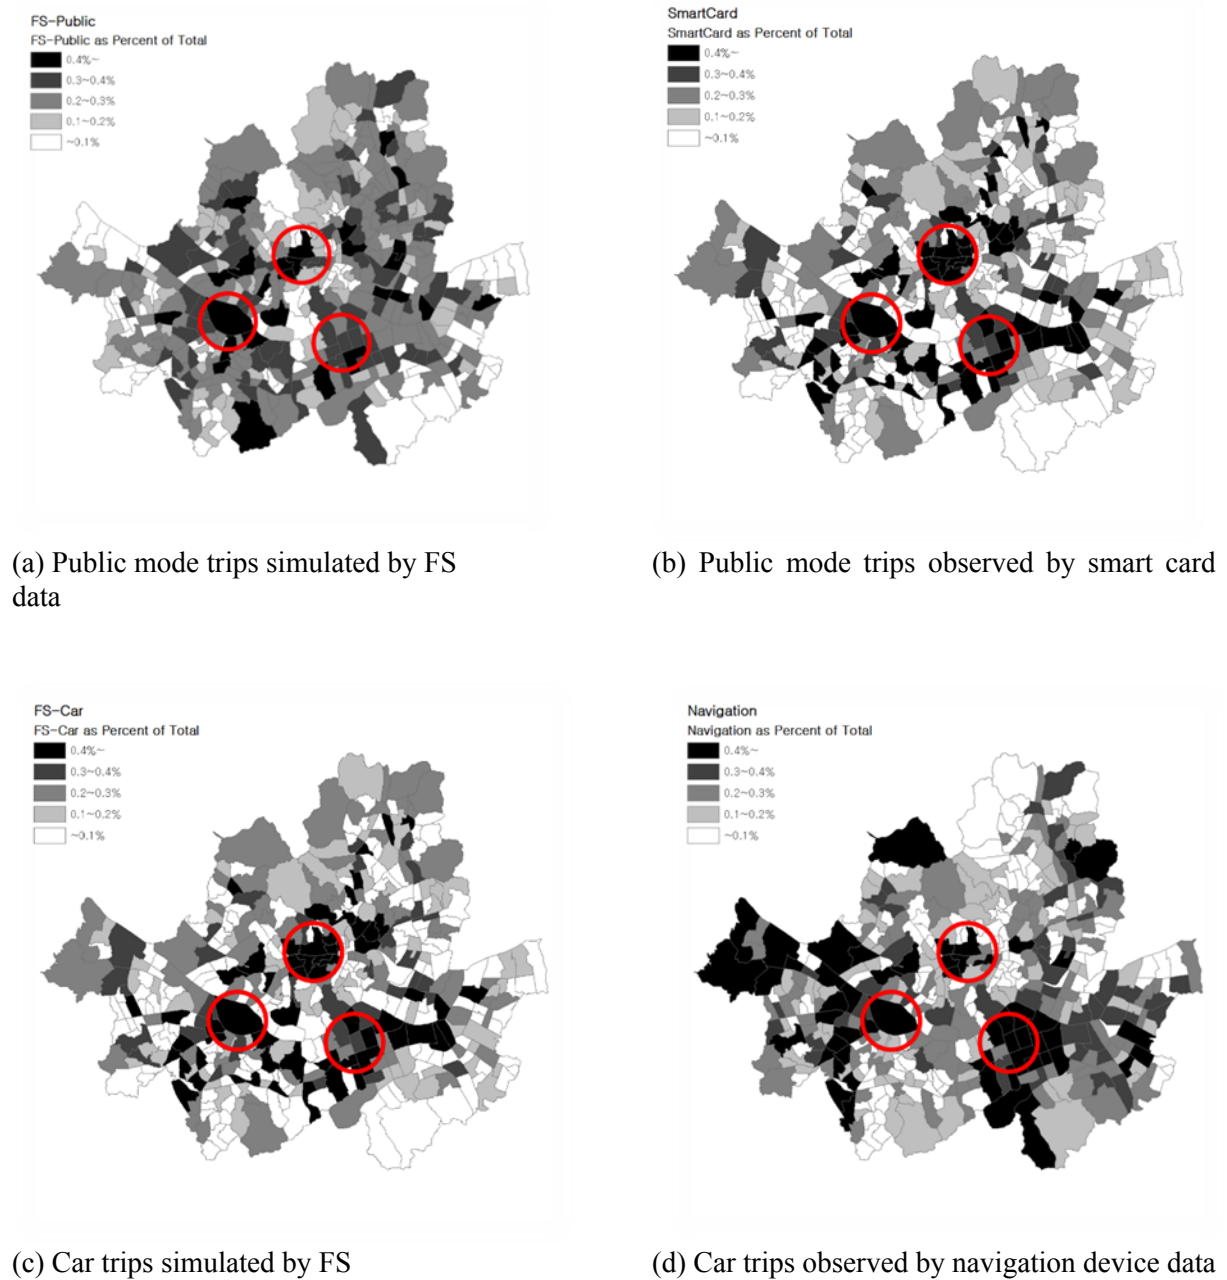 FS-Public
FS-Public as Percent of Total
0.4%~
0.3~0.4%
0.2~0.3%
0.1~0.2%
~0.1%
SmartCard
SmartCard as Percent of Total
0.4%~
0.3~0.4%
0.2~0.3%
0.1~0.2%
~0.1%
(a) Public mode trips simulated by FS
data
(b) Public mode trips observed by smart card
FS-Car
FS-Car as Percent of Total
0.4%~
0.3~0.4%
0.2~0.3%
0.1~0.2%
~0.1%
Navigation
Navigation as Percent of Total
0.4%~
0.3~0.4%
0.2~0.3%
0.1~0.2%
~0.1%
(c) Car trips simulated by FS
(d) Car trips observed by navigation device data